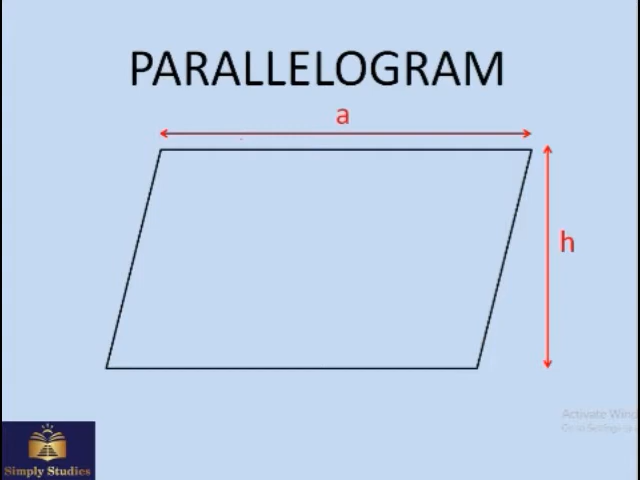 PARALLELOGRAM
a
h
Activate Wind
Simply Studies